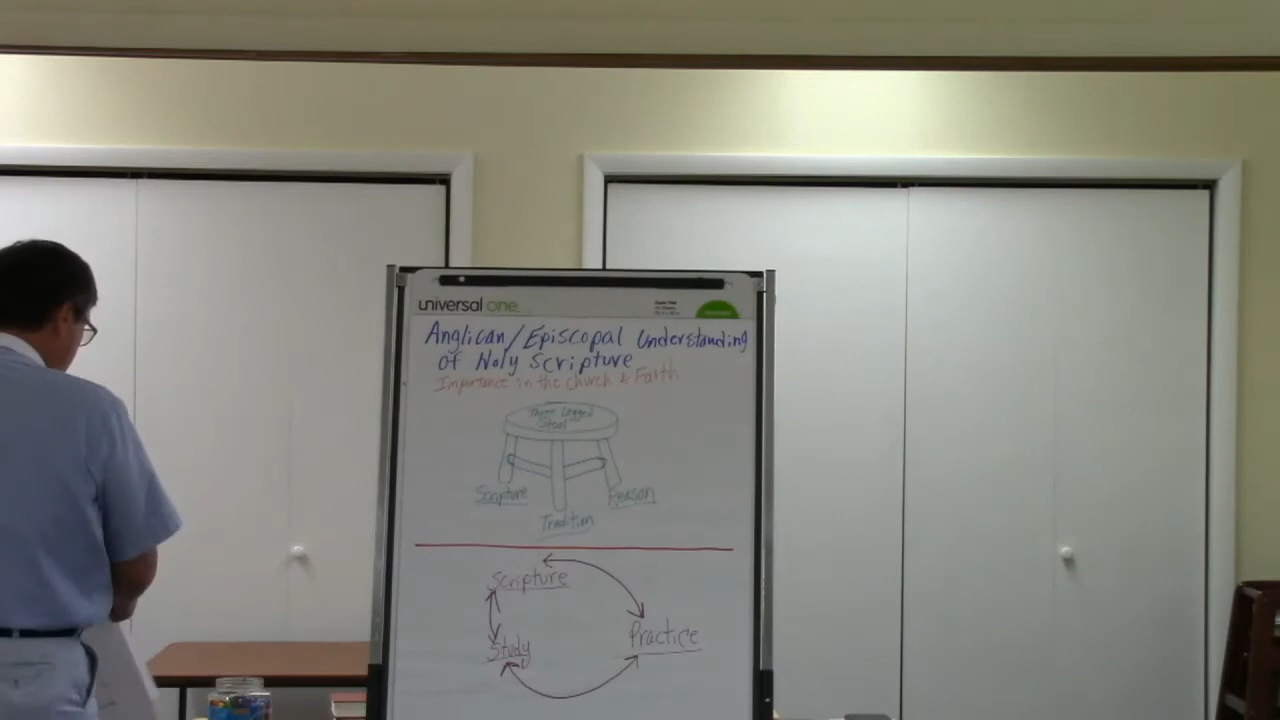 universal one
Anglican/Episcopal Understanding
of Holy Scripture
Importance in the Church & Faith
Three Legged
Stool
Scripture
Reason
Tradition
Scripture
Practice
Study